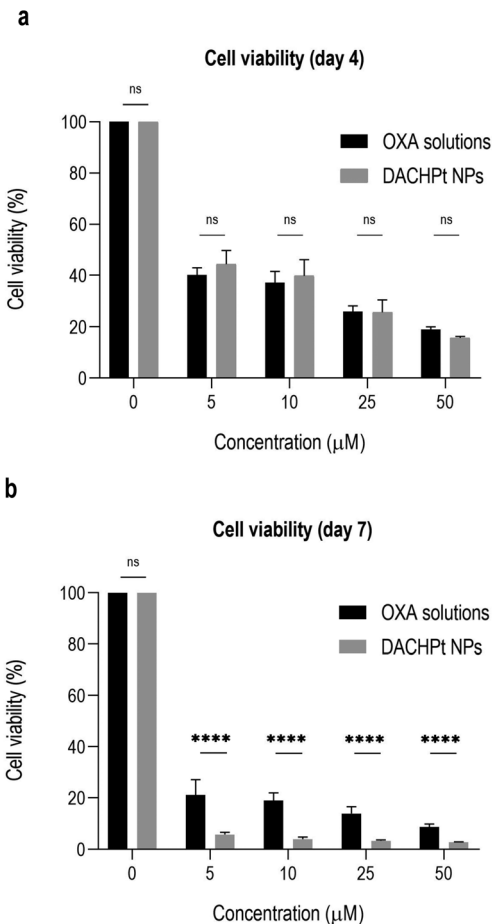 a
Cell viability (day 4)
ns
100
80
60
40
20
0
Cell viability (%)
OXA solutions
DACHPt NPs
ns
ns
ns
ns
0 5 10 25 50
Concentration (μM)
b
Cell viability (day 7)
ns
100
80
60
40
20
0
Cell viability (%)
OXA solutions
DACHPt NPs
**** **** **** ****
0 5 10 25 50
Concentration (μM)